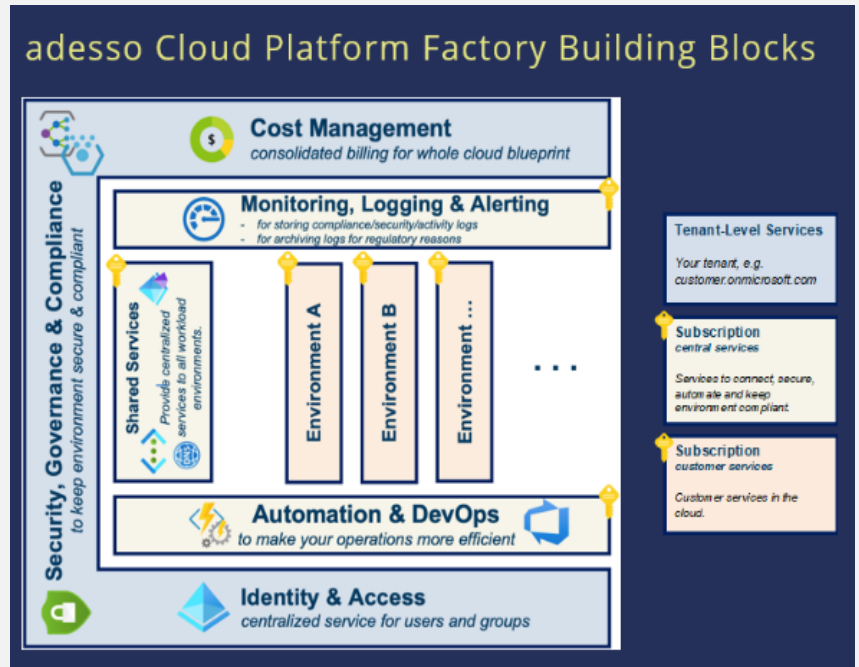 adesso Cloud Platform Factory Building Blocks
$
Cost Management
consolidated billing for whole cloud blueprint
Security, Governance & Compliance
to keep environment secure & compliant
Monitoring, Logging & Alerting
- for storing compliance/security/activity logs
- for archiving logs for regulatory reasons
Shared Services
Provide centralized
services to all workload
environments.
DNS
Environment A
Environment B
Environment ...
...
Automation & DevOps
to make your operations more efficient
Identity & Access
centralized service for users and groups
Tenant-Level Services
Your tenant, e.g.
customer.onmicrosoft.com
Subscription
central services
Services to connect, secure,
automate and keep
environment compliant.
Subscription
customer services
Customer services in the
cloud.